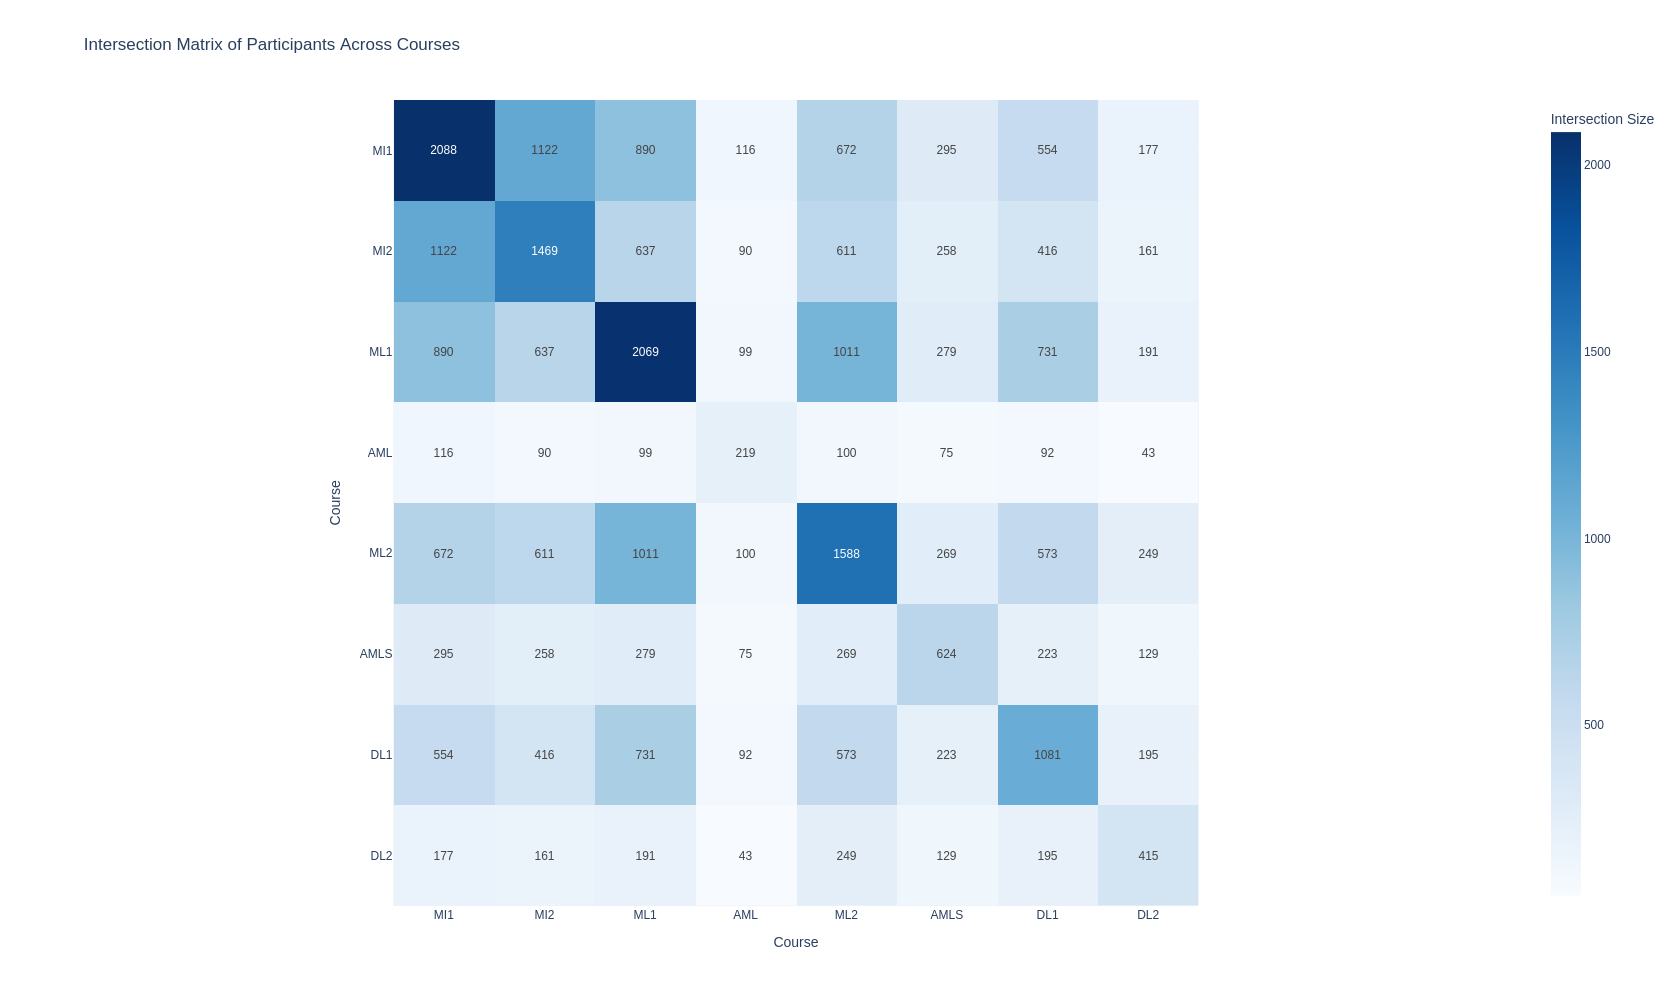 Intersection Matrix of Participants Across Courses
Intersection Size
MI1 2088 1122 890 116 672 295 554 177
MI2 1122 1469 637 90 611 258 416 161
ML1 890 637 2069 99 1011 279 731 191
AML 116 90 99 219 100 75 92 43
ML2 672 611 1011 100 1588 269 573 249
AMLS 295 258 279 75 269 624 223 129
DL1 554 416 731 92 573 223 1081 195
DL2 177 161 191 43 249 129 195 415
MI1 MI2 ML1 AML ML2 AMLS DL1 DL2
Course
Course
2000
1500
1000
500